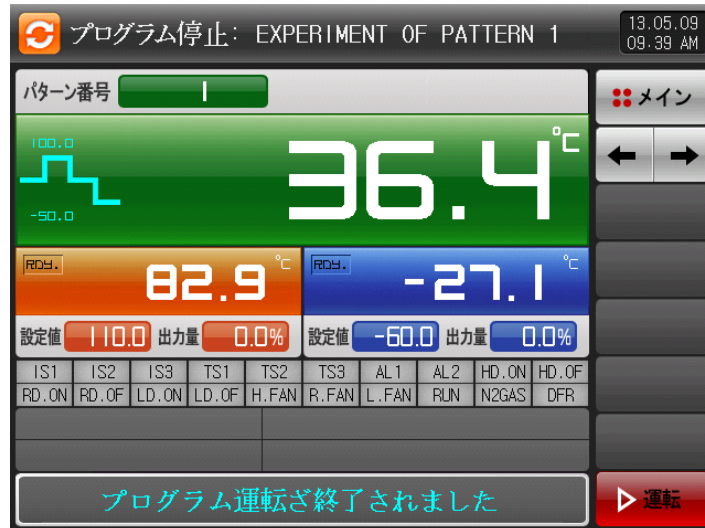 プログラム停止: EXPERIMENT OF PATTERN 1
13.05.09
09.39 AM
パターン番号 1
メイン
100.0
-50.0
36.4 ℃
RDY. 82.9 ℃
RDY. -27.1 ℃
設定値 110.0 出力量 0.0%
設定値 -60.0 出力量 0.0%
IS1 IS2 IS3 TS1 TS2 TS3 AL1 AL2 HD.ON HD.OF
RD.ON RD.OF LD.ON LD.OF H.FAN R.FAN L.FAN RUN N2GAS DFR
プログラム運転ざ終了されました
運転